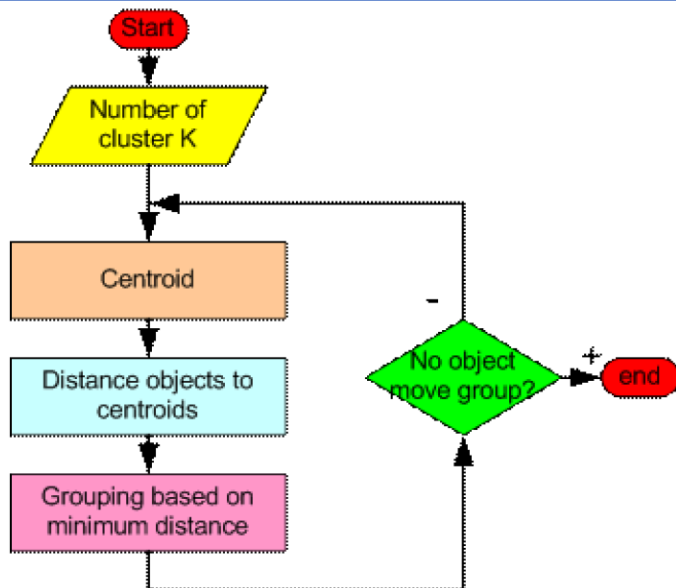 Start
Number of
cluster K
Centroid
Distance objects to
centroids
Grouping based on
minimum distance
-
No object
move group?
+
end